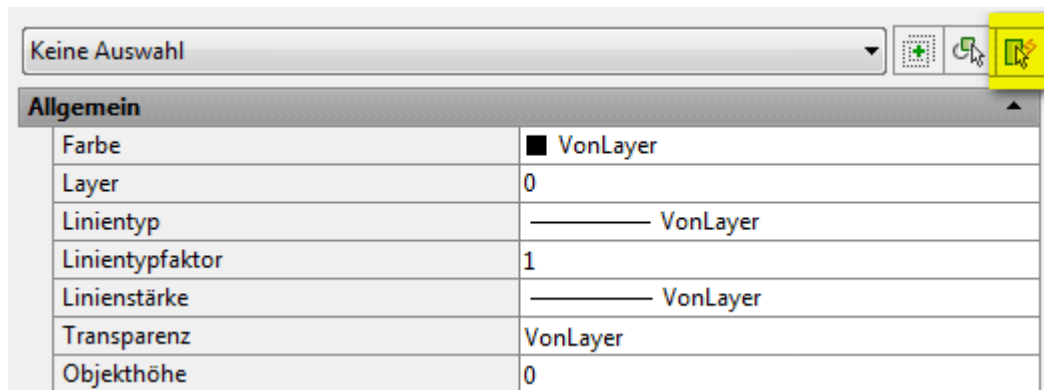 Keine Auswahl
Allgemein
Farbe VonLayer
Layer 0
Linientyp VonLayer
Linientypfaktor 1
Linienstärke VonLayer
Transparenz VonLayer
Objekthöhe 0